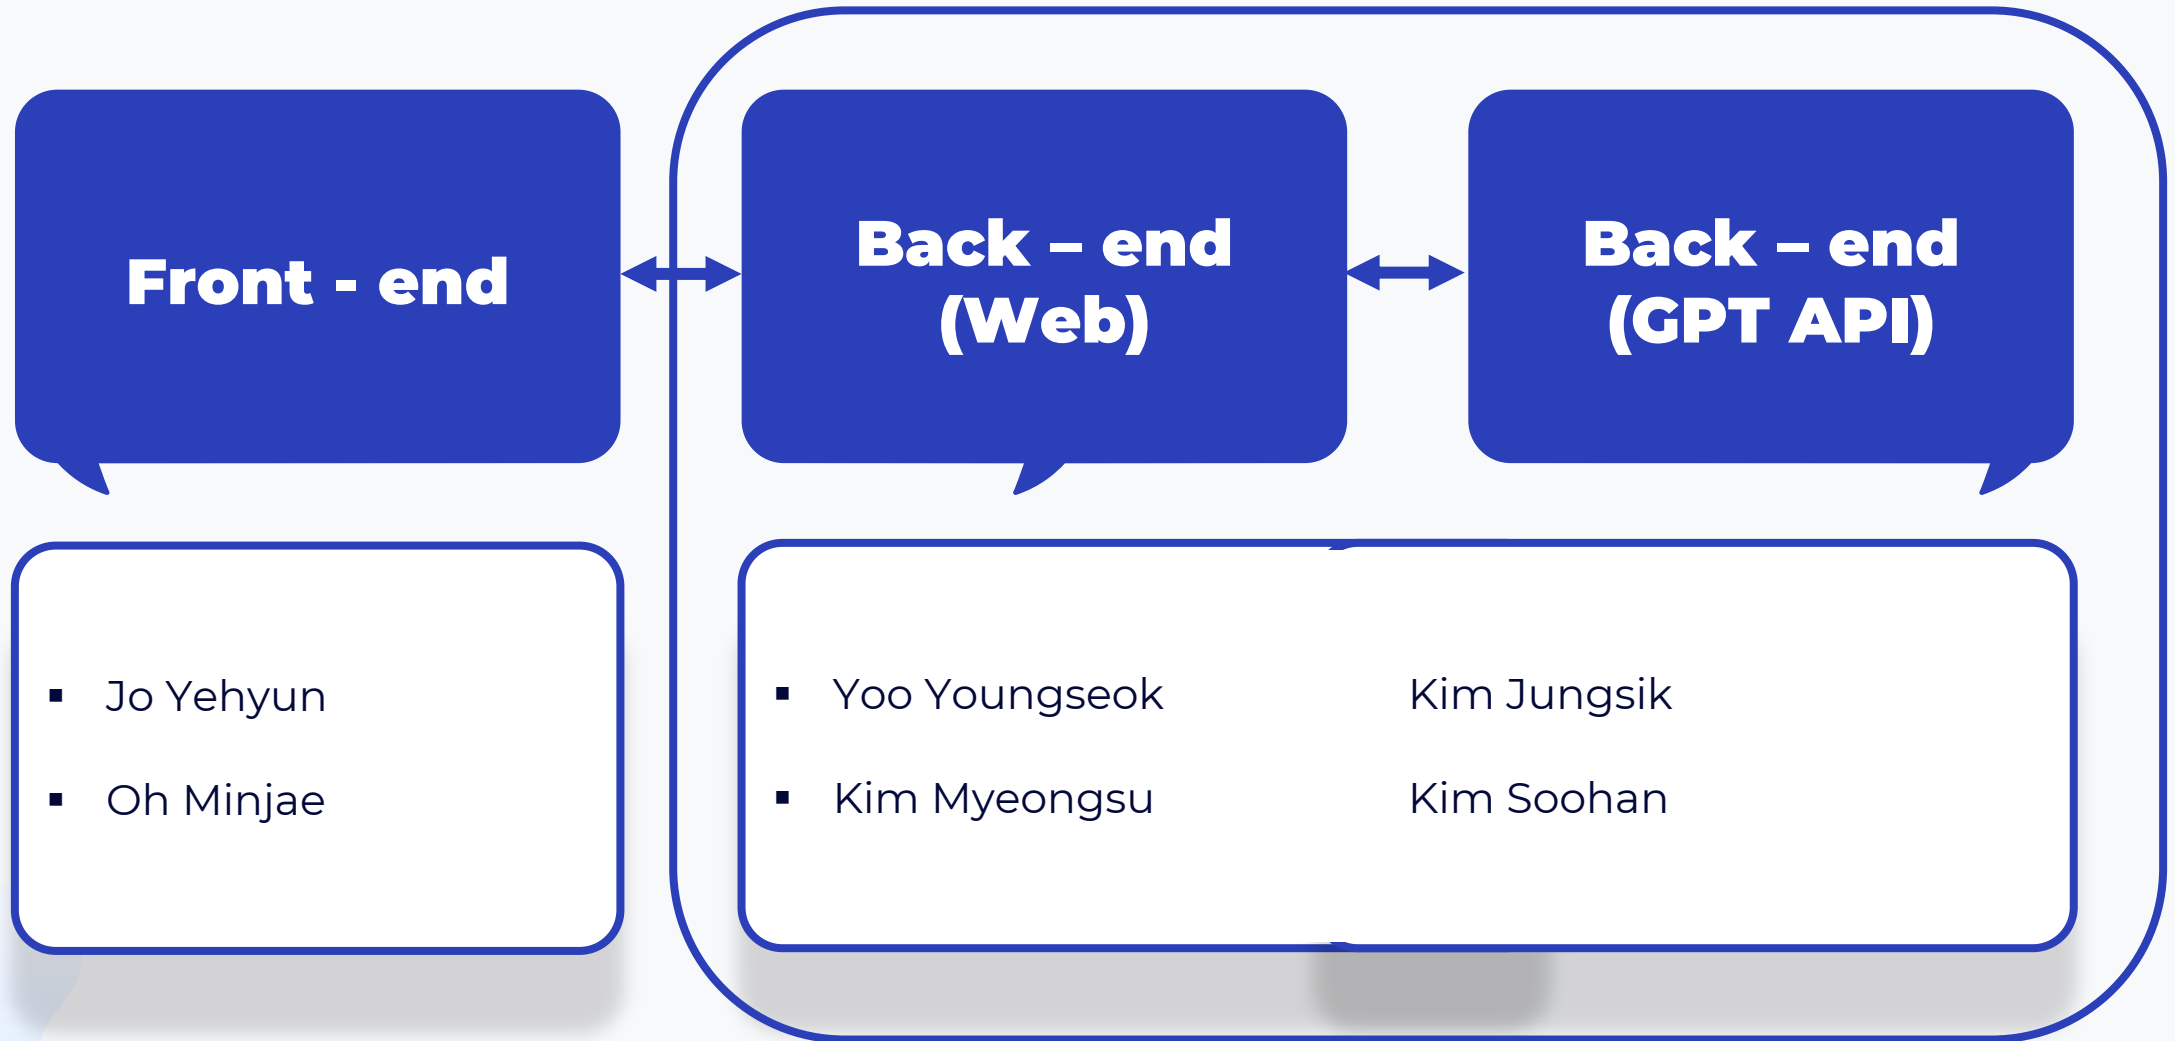 Front - end
Back – end
(Web)
Back – end
(GPT API)
▪ Jo Yehyun
▪ Oh Minjae
▪ Yoo Youngseok
▪ Kim Myeongsu
Kim Jungsik
Kim Soohan